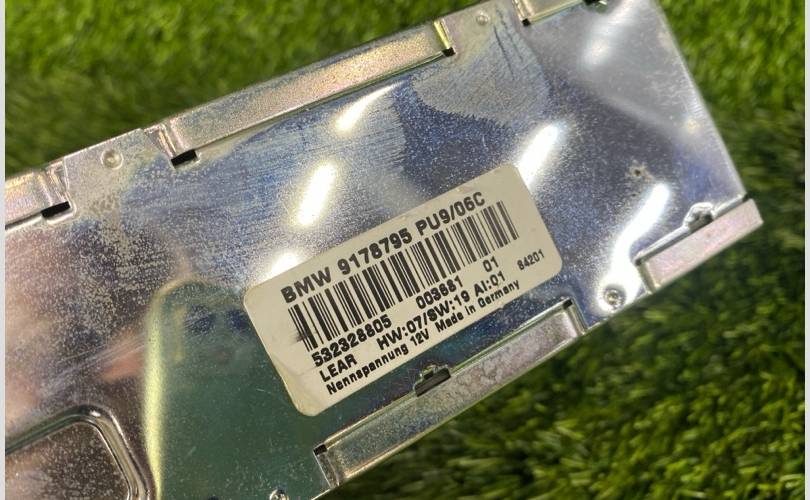 BMW 9178795 PU9/06C
532328805 003681 01 84201
LEAR HW:07/SW:19 AI:01
Nennspannung 12V Made in Germany